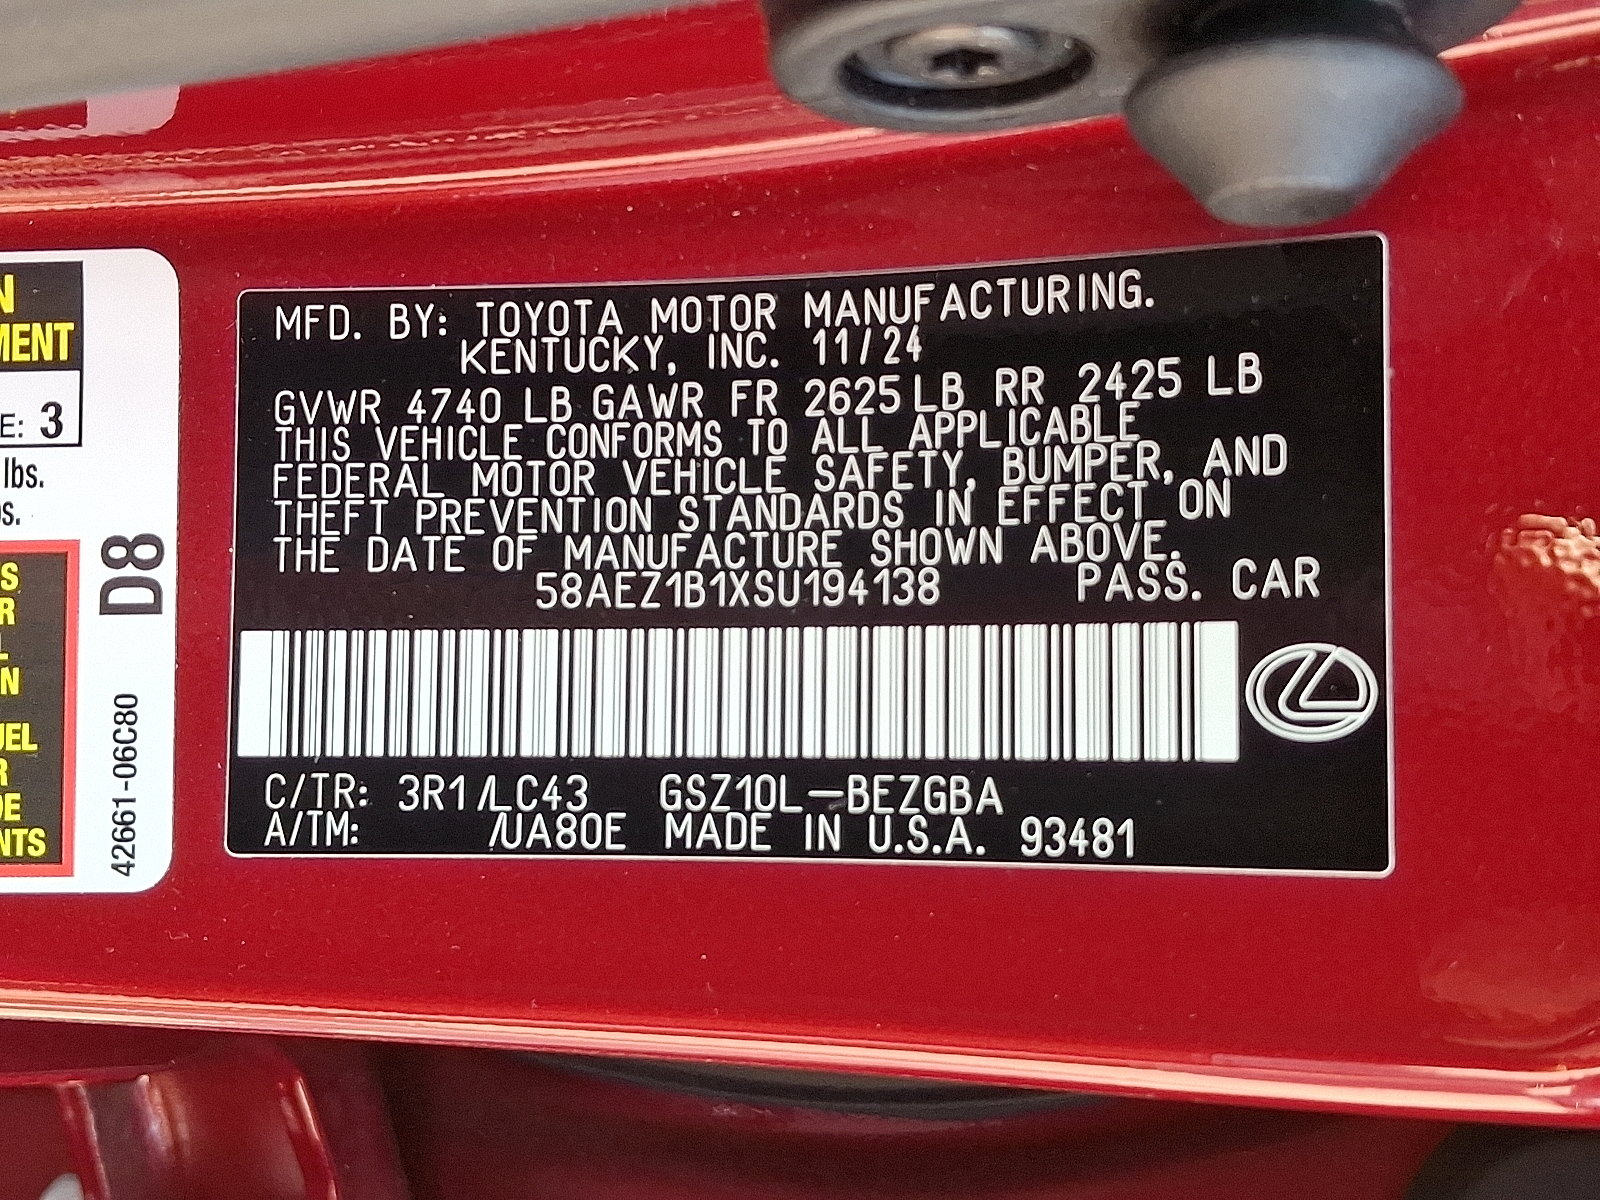 N
MENT
E: 3
lbs.
s.
S
R
L
N
UEL
R
DE
NTS
D8
42661-06C80
MFD. BY: TOYOTA MOTOR MANUFACTURING.
KENTUCKY, INC. 11/24
GVWR 4740 LB GAWR FR 2625 LB RR 2425 LB
THIS VEHICLE CONFORMS TO ALL APPLICABLE
FEDERAL MOTOR VEHICLE SAFETY, BUMPER, AND
THEFT PREVENTION STANDARDS IN EFFECT ON
THE DATE OF MANUFACTURE SHOWN ABOVE.
58AEZ1B1XSU194138 PASS. CAR
C/TR: 3R1/LC43 GSZ10L-BEZGBA
A/TM: /UA80E MADE IN U.S.A. 93481